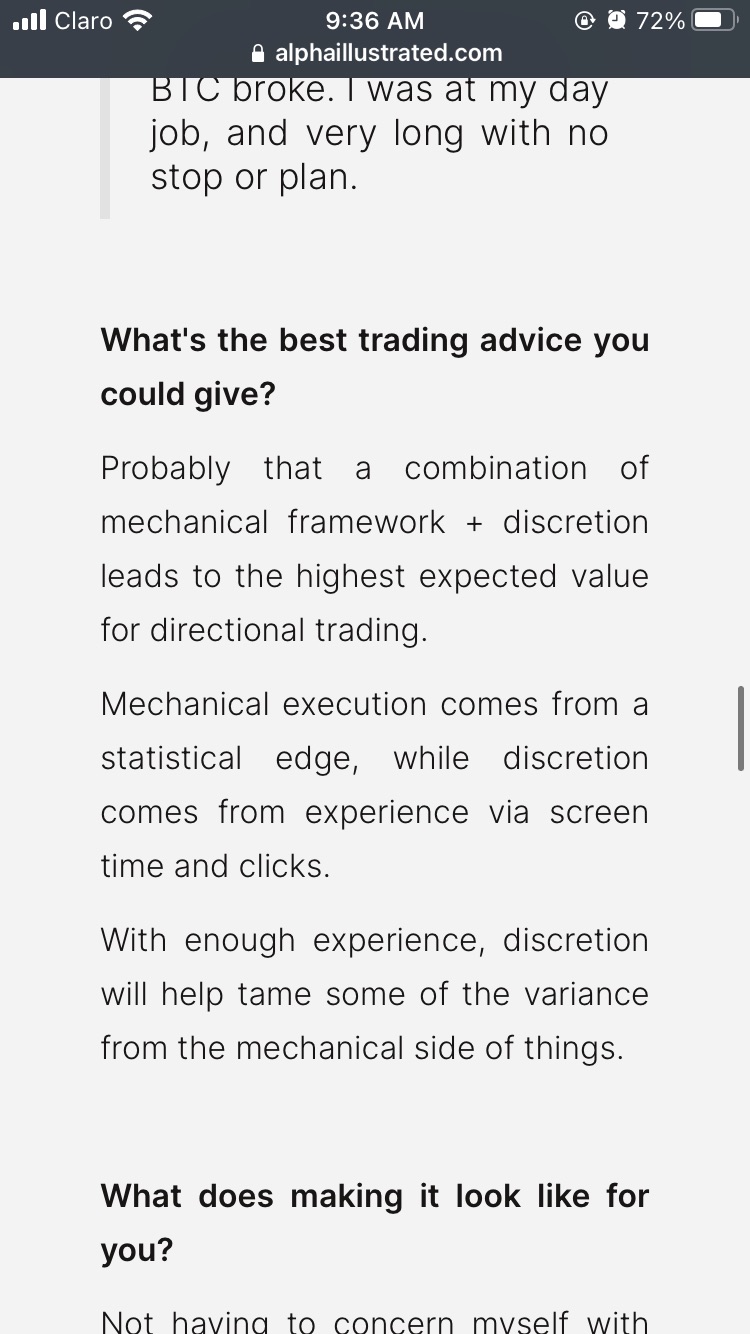 Claro 9:36 AM 72%
alphaillustrated.com
BTC broke. I was at my day
job, and very long with no
stop or plan.
What's the best trading advice you
could give?
Probably that a combination of
mechanical framework + discretion
leads to the highest expected value
for directional trading.
Mechanical execution comes from a
statistical edge, while discretion
comes from experience via screen
time and clicks.
With enough experience, discretion
will help tame some of the variance
from the mechanical side of things.
What does making it look like for
you?
Not having to concern myself with